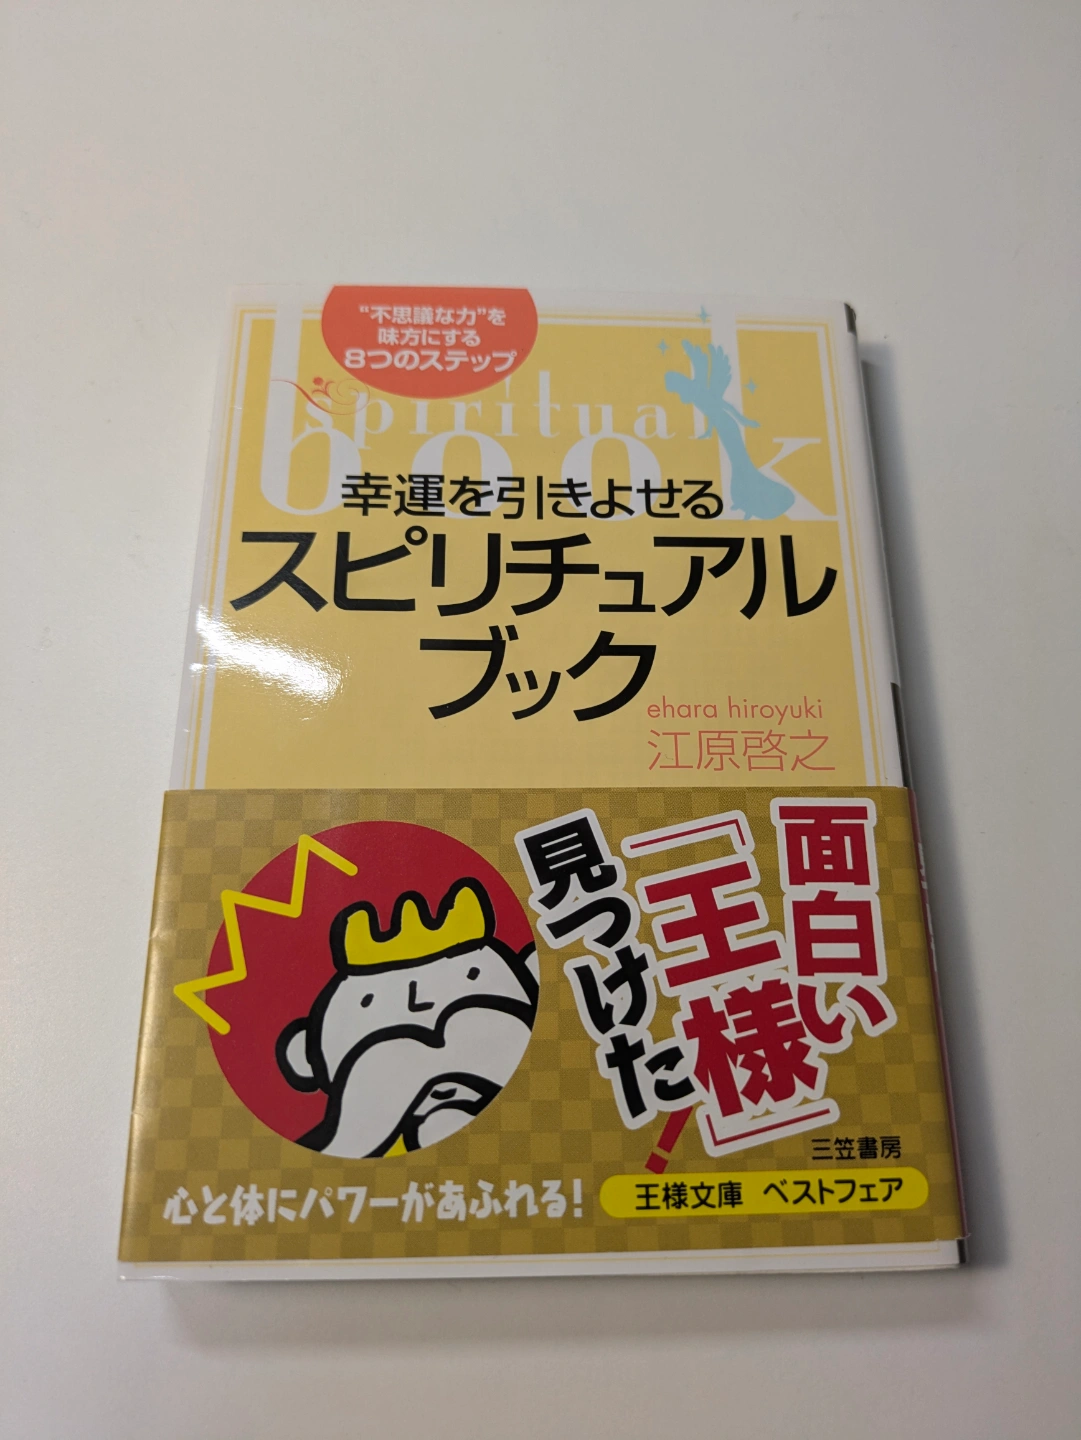 “不思議な力”を
味方にする
8つのステップ
spiritual
book
幸運を引きよせる
スピリチュアル
ブック
ehara hiroyuki
江原啓之
面白い
「王様」
見つけた!
三笠書房
心と体にパワーがあふれる!
王様文庫 ベストフェア